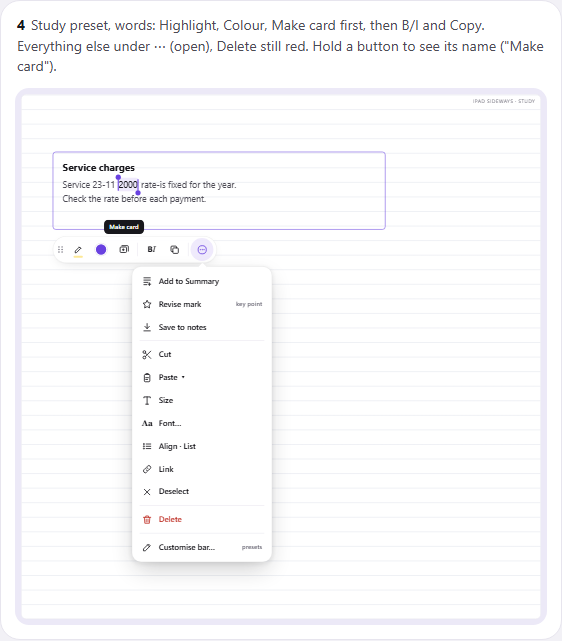 4 Study preset, words: Highlight, Colour, Make card first, then B/I and Copy.
Everything else under ··· (open), Delete still red. Hold a button to see its name ("Make
card").
IPAD SIDEWAYS · STUDY
Service charges
Service 23-11 2000 rate-is fixed for the year.
Check the rate before each payment.
Make card
BI
Add to Summary
Revise mark key point
Save to notes
Cut
Paste
Size
Aa Font...
Align · List
Link
Deselect
Delete
Customise bar... presets